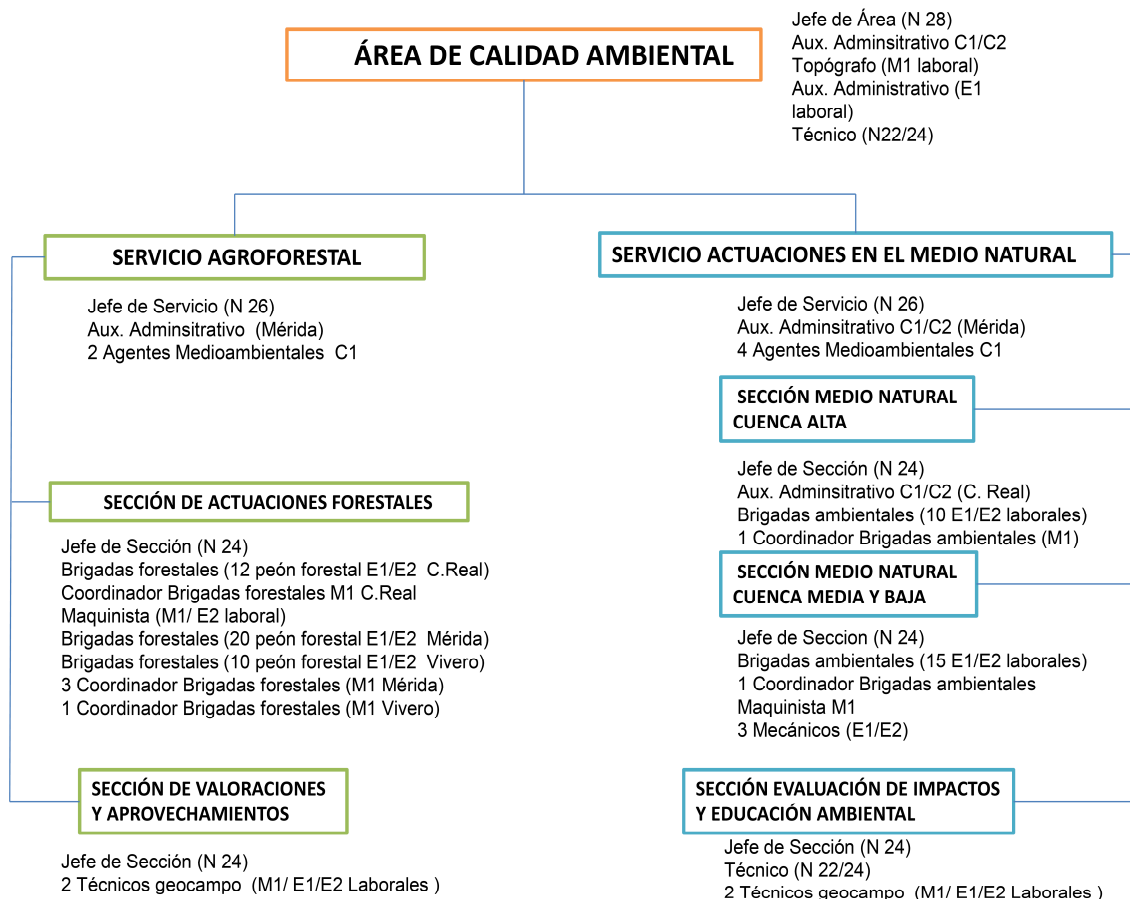 ÁREA DE CALIDAD AMBIENTAL
Jefe de Área (N 28)
Aux. Adminsitrativo C1/C2
Topógrafo (M1 laboral)
Aux. Administrativo (E1
laboral)
Técnico (N22/24)
SERVICIO AGROFORESTAL
Jefe de Servicio (N 26)
Aux. Adminsitrativo (Mérida)
2 Agentes Medioambientales C1
SECCIÓN DE ACTUACIONES FORESTALES
Jefe de Sección (N 24)
Brigadas forestales (12 peón forestal E1/E2 C.Real)
Coordinador Brigadas forestales M1 C.Real
Maquinista (M1/ E2 laboral)
Brigadas forestales (20 peón forestal E1/E2 Mérida)
Brigadas forestales (10 peón forestal E1/E2 Vivero)
3 Coordinador Brigadas forestales (M1 Mérida)
1 Coordinador Brigadas forestales (M1 Vivero)
SECCIÓN DE VALORACIONES
Y APROVECHAMIENTOS
Jefe de Sección (N 24)
2 Técnicos geocampo (M1/ E1/E2 Laborales )
SERVICIO ACTUACIONES EN EL MEDIO NATURAL
Jefe de Servicio (N 26)
Aux. Adminsitrativo C1/C2 (Mérida)
4 Agentes Medioambientales C1
SECCIÓN MEDIO NATURAL
CUENCA ALTA
Jefe de Sección (N 24)
Aux. Adminsitrativo C1/C2 (C. Real)
Brigadas ambientales (10 E1/E2 laborales)
1 Coordinador Brigadas ambientales (M1)
SECCIÓN MEDIO NATURAL
CUENCA MEDIA Y BAJA
Jefe de Seccion (N 24)
Brigadas ambientales (15 E1/E2 laborales)
1 Coordinador Brigadas ambientales
Maquinista M1
3 Mecánicos (E1/E2)
SECCIÓN EVALUACIÓN DE IMPACTOS
Y EDUCACIÓN AMBIENTAL
Jefe de Sección (N 24)
Técnico (N 22/24)
2 Técnicos geocampo (M1/ E1/E2 Laborales )